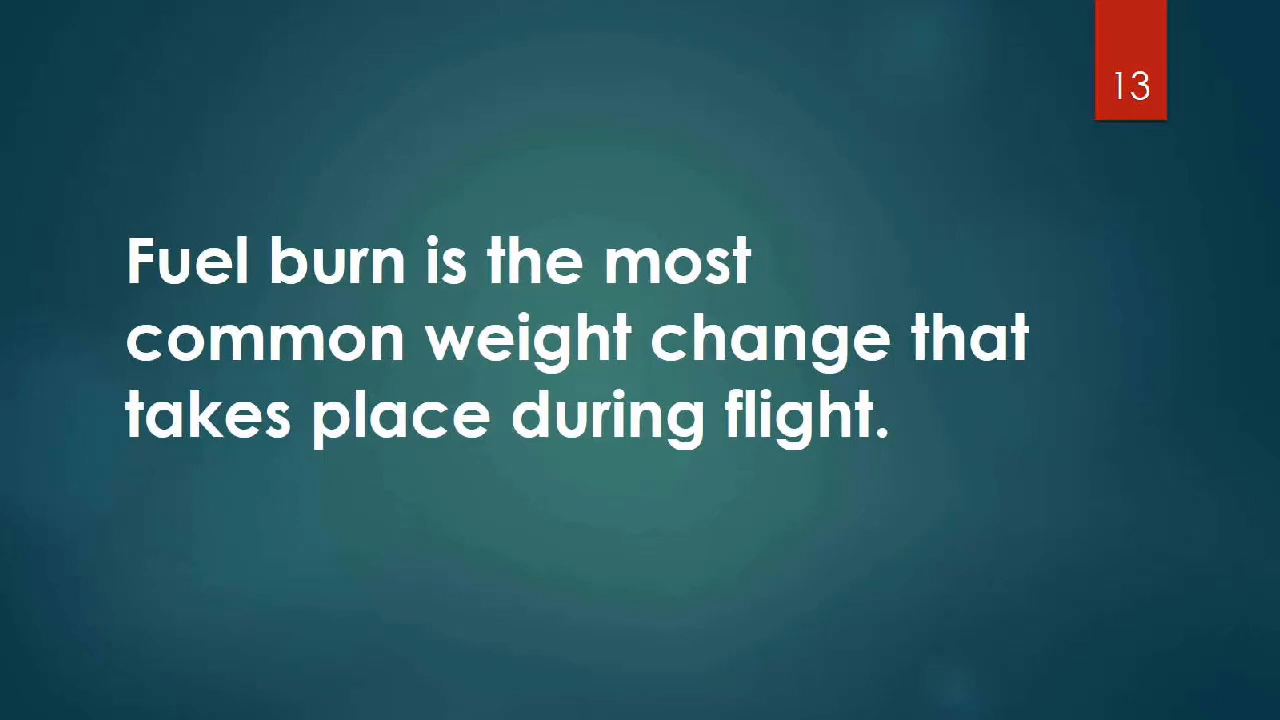 13
Fuel burn is the most
common weight change that
takes place during flight.